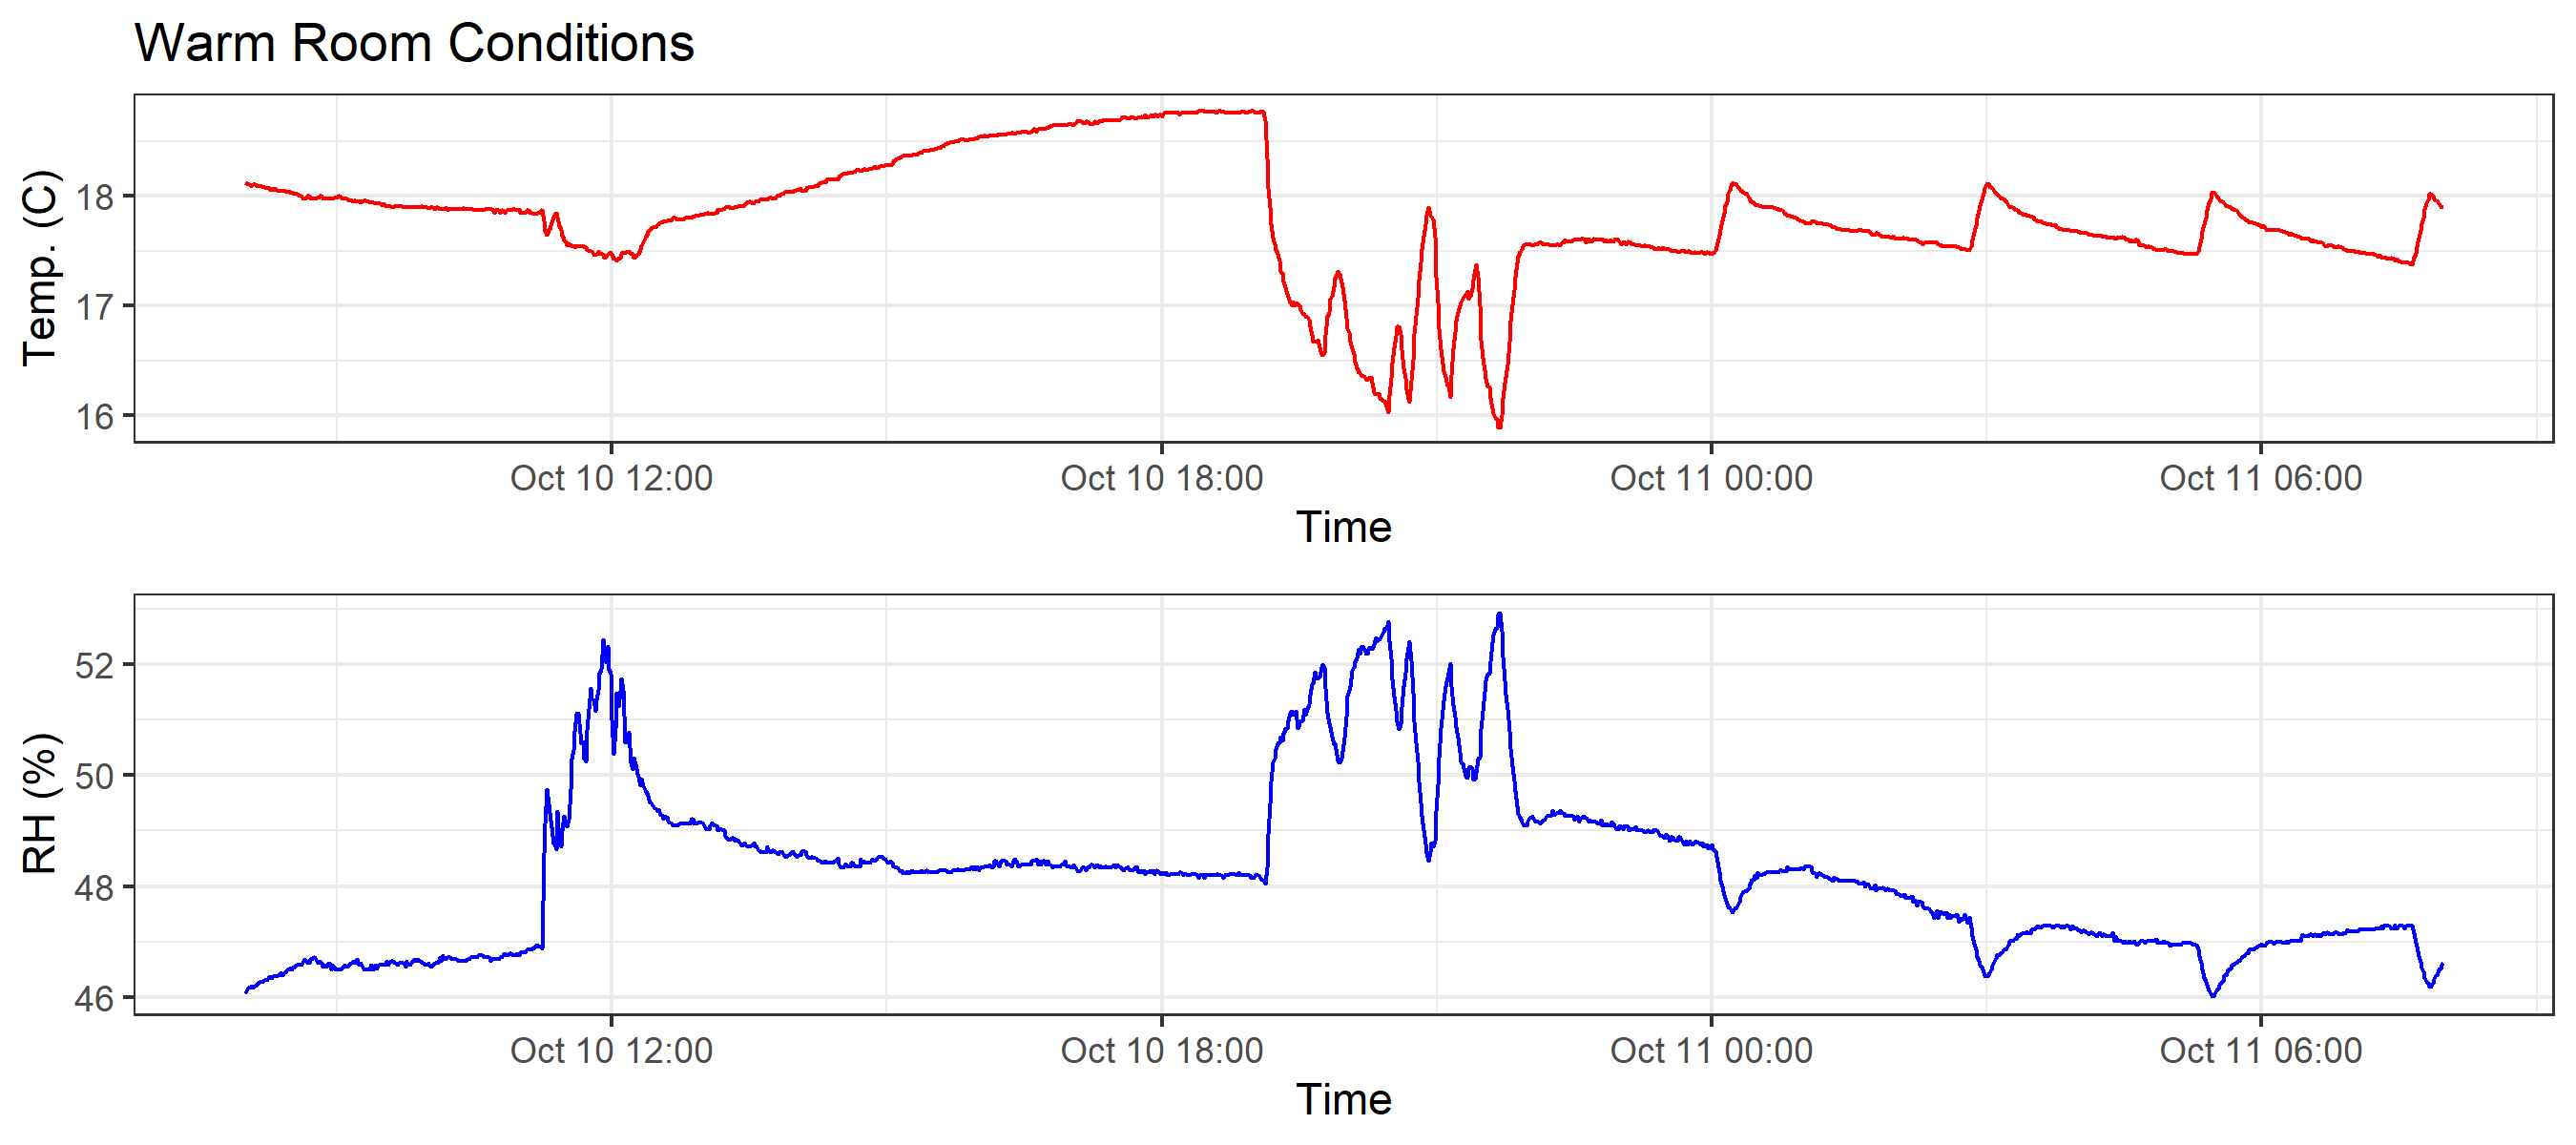 Warm Room Conditions
Temp. (C)
18
17
16
Oct 10 12:00 Oct 10 18:00 Oct 11 00:00 Oct 11 06:00
Time
RH (%)
52
50
48
46
Oct 10 12:00 Oct 10 18:00 Oct 11 00:00 Oct 11 06:00
Time